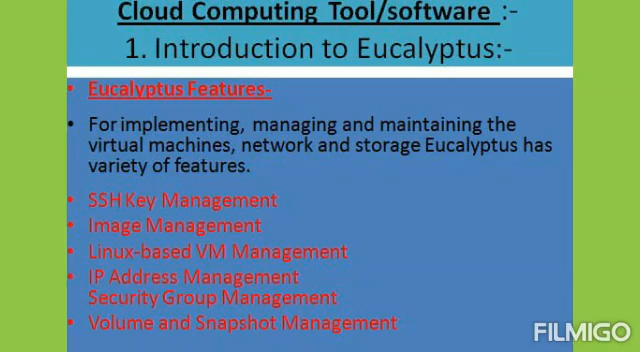 Cloud Computing Tool/software :-
1. Introduction to Eucalyptus:-
• Eucalyptus Features-
• For implementing, managing and maintaining the
virtual machines, network and storage Eucalyptus has
variety of features.
• SSH Key Management
• Image Management
• Linux-based VM Management
• IP Address Management
Security Group Management
• Volume and Snapshot Management
FILMIGO